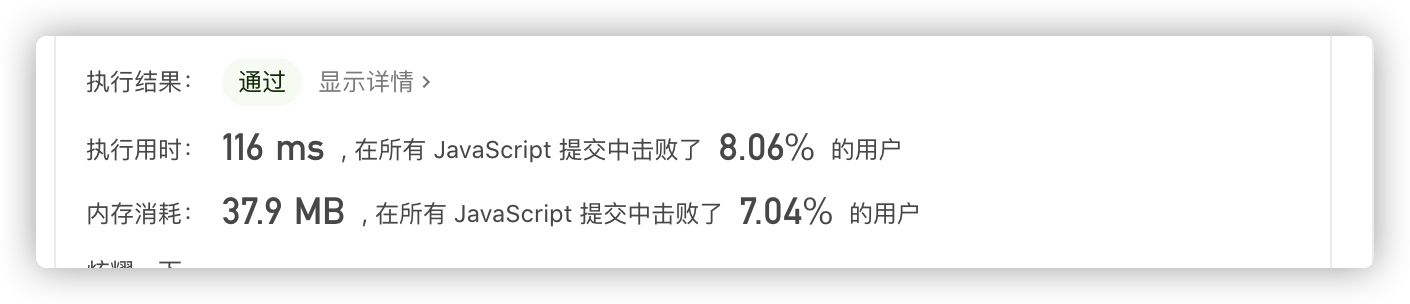 执行结果： 通过 显示详情 ›
执行用时： 116 ms , 在所有 JavaScript 提交中击败了 8.06% 的用户
内存消耗： 37.9 MB , 在所有 JavaScript 提交中击败了 7.04% 的用户